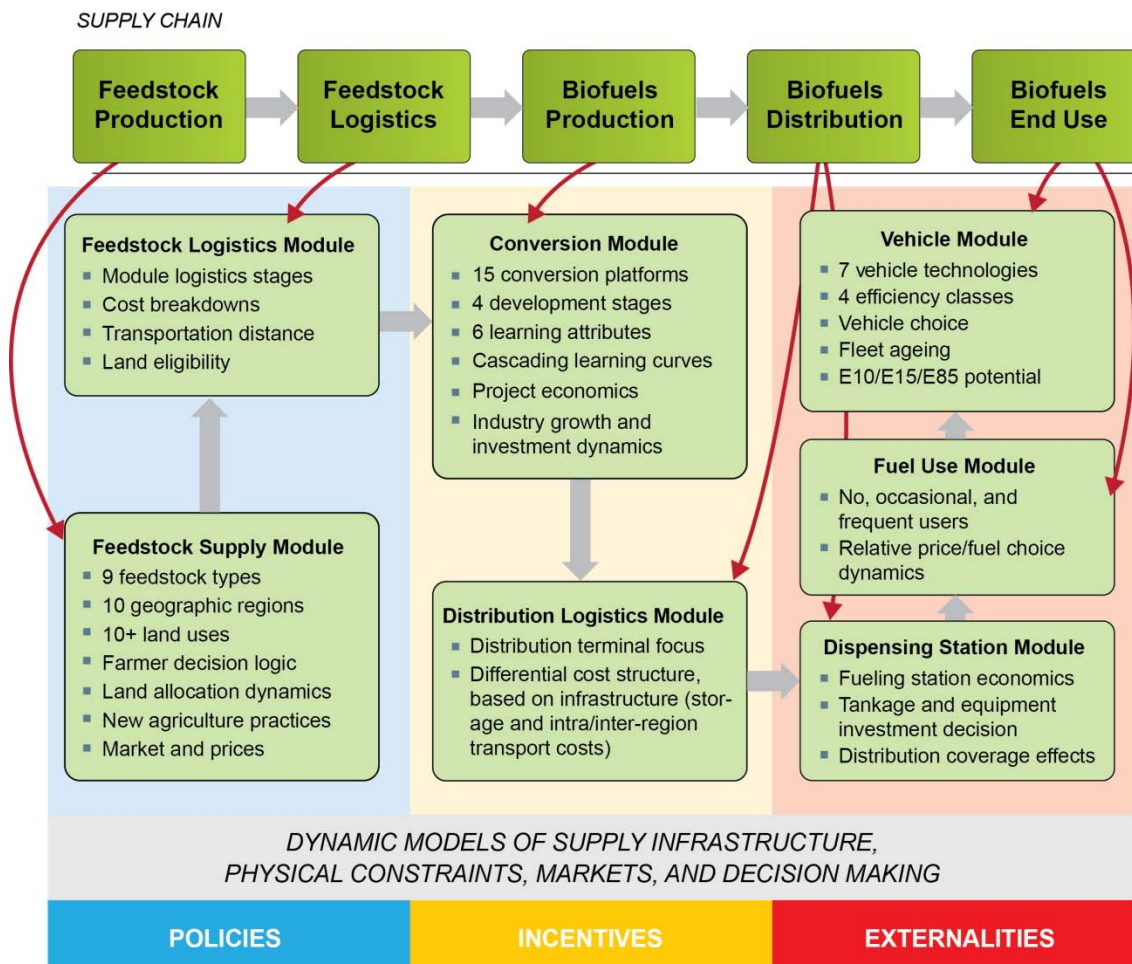 SUPPLY CHAIN
Feedstock
Production
Feedstock
Logistics
Biofuels
Production
Biofuels
Distribution
Biofuels
End Use
Feedstock Logistics Module
Module logistics stages
Cost breakdowns
Transportation distance
Land eligibility
Feedstock Supply Module
9 feedstock types
10 geographic regions
10+ land uses
Farmer decision logic
Land allocation dynamics
New agriculture practices
Market and prices
Conversion Module
15 conversion platforms
4 development stages
6 learning attributes
Cascading learning curves
Project economics
Industry growth and
investment dynamics
Distribution Logistics Module
Distribution terminal focus
Differential cost structure,
based on infrastructure (stor-
age and intra/inter-region
transport costs)
Vehicle Module
7 vehicle technologies
4 efficiency classes
Vehicle choice
Fleet ageing
E10/E15/E85 potential
Fuel Use Module
No, occasional, and
frequent users
Relative price/fuel choice
dynamics
Dispensing Station Module
Fueling station economics
Tankage and equipment
investment decision
Distribution coverage effects
DYNAMIC MODELS OF SUPPLY INFRASTRUCTURE,
PHYSICAL CONSTRAINTS, MARKETS, AND DECISION MAKING
POLICIES
INCENTIVES
EXTERNALITIES